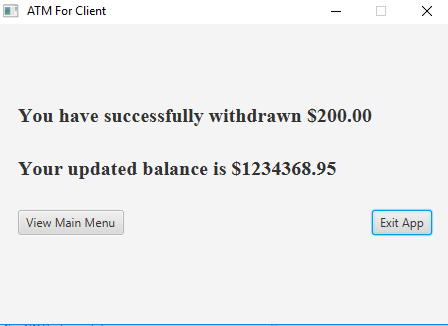 ATM For Client
You have successfully withdrawn $200.00
Your updated balance is $1234368.95
View Main Menu
Exit App